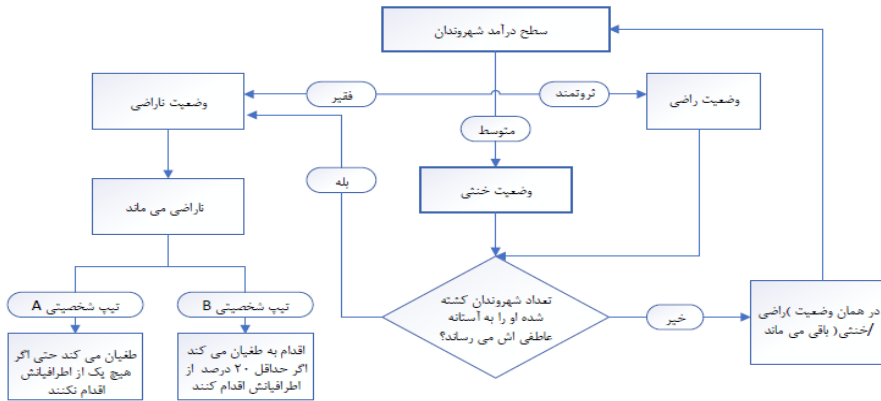 سطح درآمد شهروندان
وضعیت راضی
ثروتمند
فقیر
وضعیت ناراضی
متوسط
وضعیت خنثی
بله
ناراضی می ماند
تعداد شهروندان کشته
شده او را به آستانه
عاطفی اش می رساند؟
خیر
در همان وضعیت )راضی
/خنثی( باقی می ماند
تیپ شخصیتی B
تیپ شخصیتی A
اقدام به طغیان می کند
اگر حداقل ۲۰ درصد از
اطرافیانش اقدام کنند
طغیان می کند حتی اگر
هیچ یک از اطرافیانش
اقدام نکنند